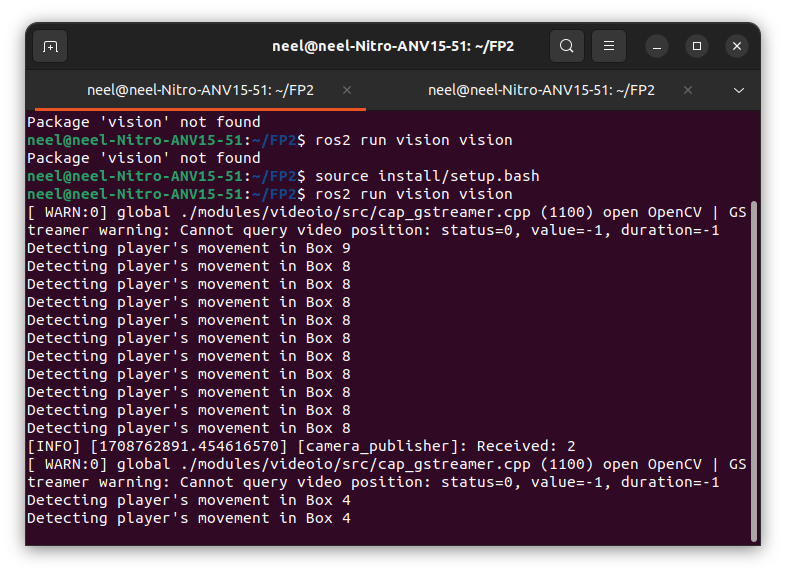 neel@neel-Nitro-ANV15-51: ~/FP2
neel@neel-Nitro-ANV15-51: ~/FP2
neel@neel-Nitro-ANV15-51: ~/FP2
Package 'vision' not found
neel@neel-Nitro-ANV15-51:~/FP2$ ros2 run vision vision
Package 'vision' not found
neel@neel-Nitro-ANV15-51:~/FP2$ source install/setup.bash
neel@neel-Nitro-ANV15-51:~/FP2$ ros2 run vision vision
[ WARN:0] global ./modules/videoio/src/cap_gstreamer.cpp (1100) open OpenCV | GS
treamer warning: Cannot query video position: status=0, value=-1, duration=-1
Detecting player's movement in Box 9
Detecting player's movement in Box 8
Detecting player's movement in Box 8
Detecting player's movement in Box 8
Detecting player's movement in Box 8
Detecting player's movement in Box 8
Detecting player's movement in Box 8
Detecting player's movement in Box 8
Detecting player's movement in Box 8
Detecting player's movement in Box 8
Detecting player's movement in Box 8
[INFO] [1708762891.454616570] [camera_publisher]: Received: 2
[ WARN:0] global ./modules/videoio/src/cap_gstreamer.cpp (1100) open OpenCV | GS
treamer warning: Cannot query video position: status=0, value=-1, duration=-1
Detecting player's movement in Box 4
Detecting player's movement in Box 4